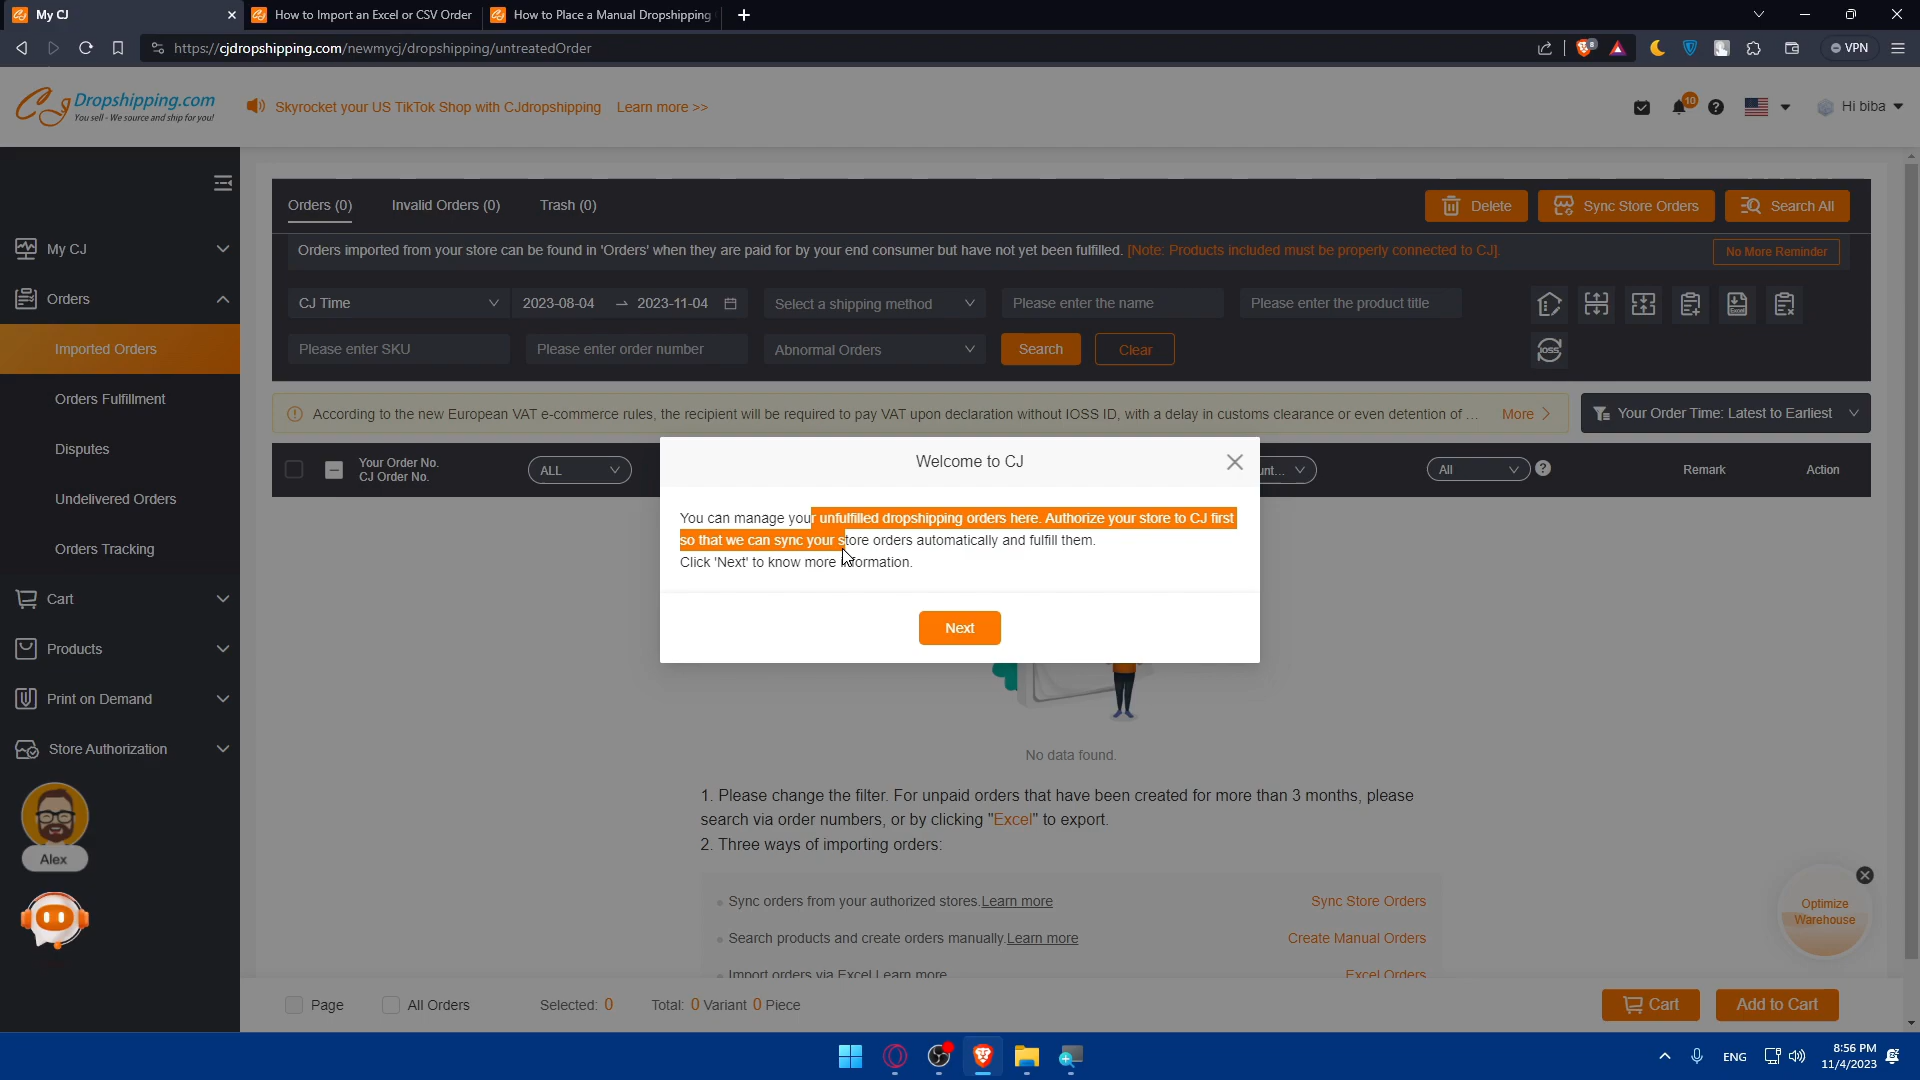 My CJ
How to Import an Excel or CSV Order
How to Place a Manual Dropshipping
https://cjdropshipping.com/newmycj/dropshipping/untreatedOrder
8
VPN
CJ Dropshipping.com
You sell - We source and ship for you!
Skyrocket your US TikTok Shop with CJdropshipping Learn more >>
10
Hi biba
My CJ
Orders
Imported Orders
Orders Fulfillment
Disputes
Undelivered Orders
Orders Tracking
Cart
Products
Print on Demand
Store Authorization
Alex
Orders (0)
Invalid Orders (0)
Trash (0)
Delete
Sync Store Orders
Search All
Orders imported from your store can be found in 'Orders' when they are paid for by your end consumer but have not yet been fulfilled. [Note: Products included must be properly connected to CJ].
No More Reminder
CJ Time
2023-08-04 → 2023-11-04
Select a shipping method
Please enter the name
Please enter the product title
Excel
Please enter SKU
Please enter order number
Abnormal Orders
Search
Clear
IOSS
According to the new European VAT e-commerce rules, the recipient will be required to pay VAT upon declaration without IOSS ID, with a delay in customs clearance or even detention of ...
More
Your Order Time: Latest to Earliest
Your Order No.
CJ Order No.
ALL
unt...
All
Remark
Action
Welcome to CJ
You can manage your unfulfilled dropshipping orders here. Authorize your store to CJ first
so that we can sync your store orders automatically and fulfill them.
Click 'Next' to know more information.
Next
No data found.
1. Please change the filter. For unpaid orders that have been created for more than 3 months, please
search via order numbers, or by clicking "Excel" to export.
2. Three ways of importing orders:
Sync orders from your authorized stores.Learn more
Sync Store Orders
Search products and create orders manually.Learn more
Create Manual Orders
Import orders via Excel.Learn more
Excel Orders
Optimize
Warehouse
Page
All Orders
Selected: 0
Total: 0 Variant 0 Piece
Cart
Add to Cart
ENG
8:56 PM
11/4/2023